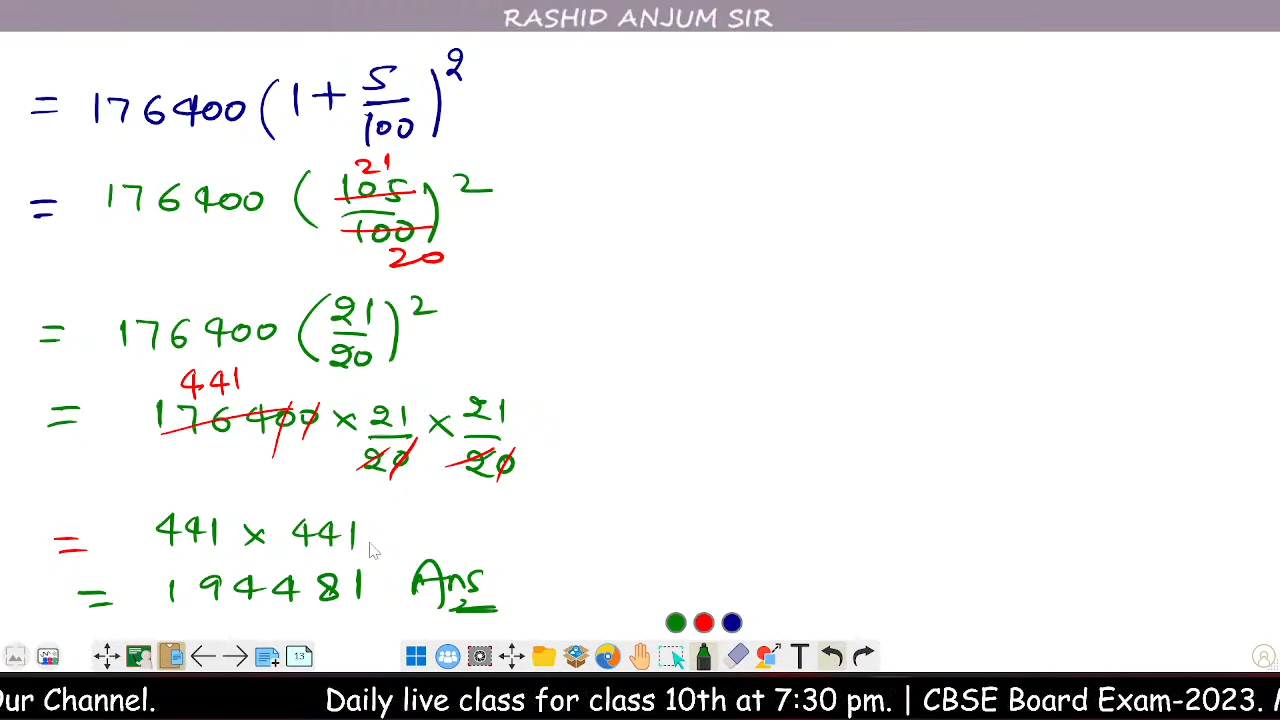 RASHID ANJUM SIR
= 176400 ( 1 + 5/100 )^2
21
= 176400 ( 105/100 )^2
20
= 176400 ( 21/20 )^2
441
= 176400 × 21/20 × 21/20
= 441 × 441
= 194481 Ans
13
Our Channel. Daily live class for class 10th at 7:30 pm. | CBSE Board Exam-2023.